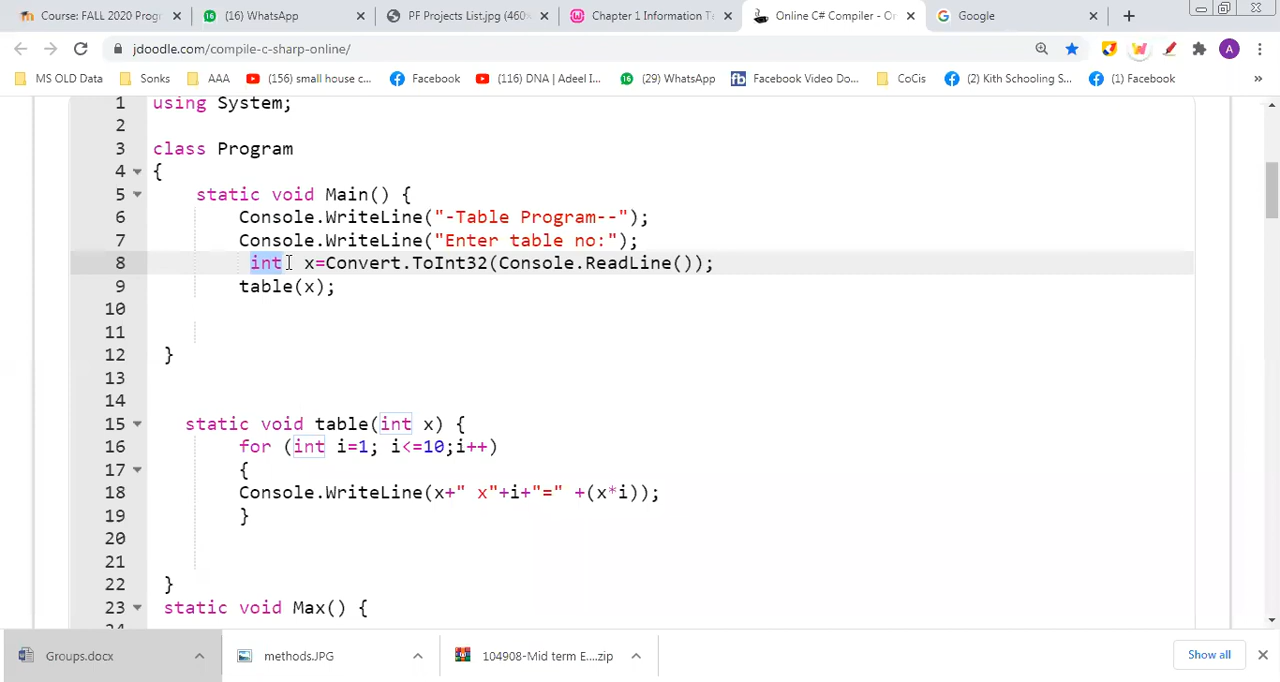 Course: FALL 2020 Progr
(16) WhatsApp
PF Projects List.jpg (460×
Chapter 1 Information Te
Online C# Compiler - On
Google
jdoodle.com/compile-c-sharp-online/
A
MS OLD Data
Sonks
AAA
(156) small house c...
Facebook
(116) DNA | Adeel I...
(29) WhatsApp
Facebook Video Do...
CoCis
(2) Kith Schooling S...
(1) Facebook
»
1 using System;
2
3 class Program
4 {
5 static void Main() {
6 Console.WriteLine("-Table Program--");
7 Console.WriteLine("Enter table no:");
8 int x=Convert.ToInt32(Console.ReadLine());
9 table(x);
10
11
12 }
13
14
15 static void table(int x) {
16 for (int i=1; i<=10;i++)
17 {
18 Console.WriteLine(x+" x"+i+"=" +(x*i));
19 }
20
21
22 }
23 static void Max() {
Groups.docx
methods.JPG
104908-Mid term E....zip
Show all